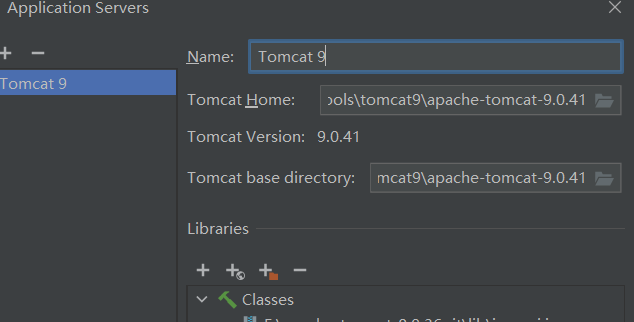 Application Servers
Name: Tomcat 9
Tomcat 9
Tomcat Home: ools\tomcat9\apache-tomcat-9.0.41
Tomcat Version: 9.0.41
Tomcat base directory: mcat9\apache-tomcat-9.0.41
Libraries
Classes